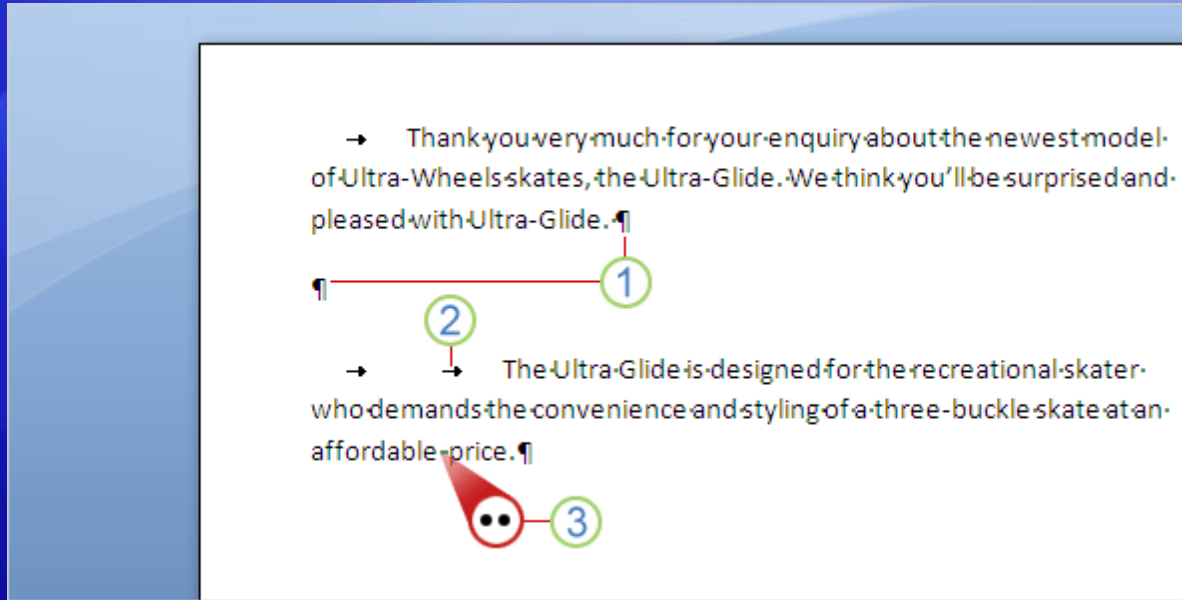 → Thank you very much for your enquiry about the newest model
of Ultra-Wheels skates, the Ultra-Glide. We think you'll be surprised and
pleased with Ultra-Glide. ¶
1
¶
2
→ → The Ultra-Glide is designed for the recreational skater
who demands the convenience and styling of a three-buckle skate at an
affordable price. ¶
3